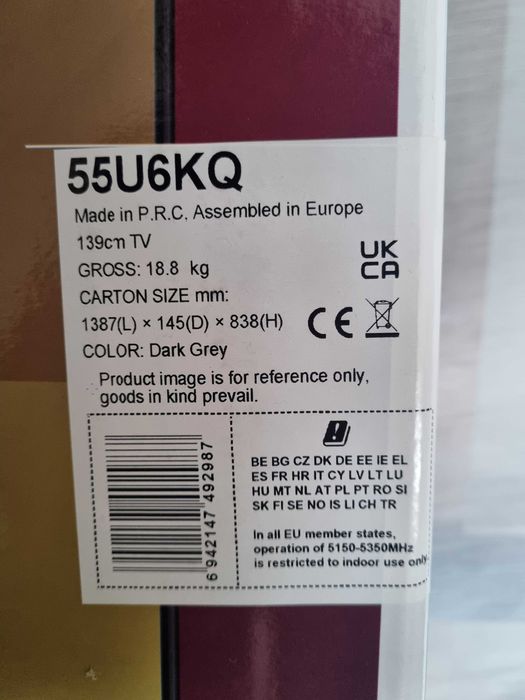 55U6KQ
Made in P.R.C. Assembled in Europe
139cm TV
GROSS: 18.8 kg
CARTON SIZE mm:
1387(L) × 145(D) × 838(H)
COLOR: Dark Grey
UK
CA
CE
Product image is for reference only,
goods in kind prevail.
6 942147 492987
BE BG CZ DK DE EE IE EL
ES FR HR IT CY LV LT LU
HU MT NL AT PL PT RO SI
SK FI SE NO IS LI CH TR
In all EU member states,
operation of 5150-5350MHz
is restricted to indoor use only.